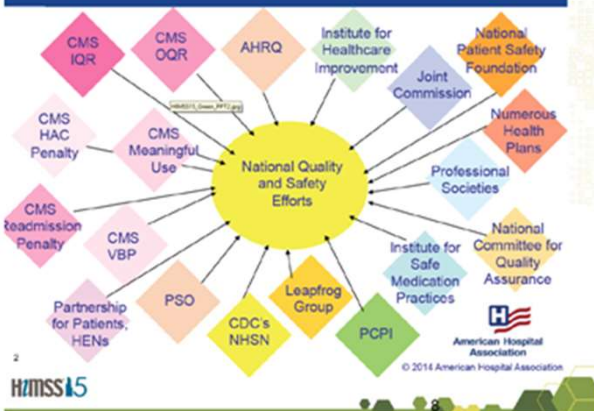 CMS
IQR
CMS
OQR
AHRQ
Institute for
Healthcare
Improvement
National
Patient Safety
Foundation
Joint
Commission
Numerous
Health
Plans
CMS
HAC
Penalty
CMS
Meaningful
Use
National Quality
and Safety
Efforts
Professional
Societies
CMS
Readmission
Penalty
CMS
VBP
Institute for
Safe
Medication
Practices
National
Committee for
Quality
Assurance
Partnership
for Patients,
HENs
PSO
CDC's
NHSN
Leapfrog
Group
PCPI
H
American Hospital
Association
© 2014 American Hospital Association
2
HIMSS15
8